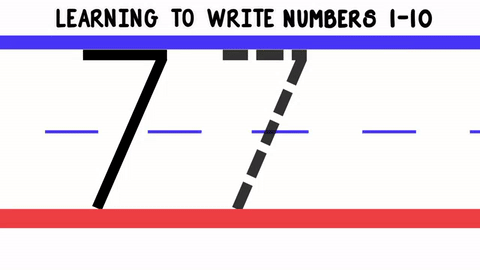 LEARNING TO WRITE NUMBERS 1-10
7 7